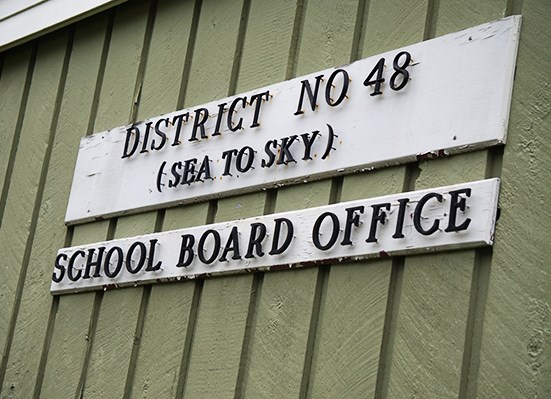 DISTRICT NO 48
(SEA TO SKY)
SCHOOL BOARD OFFICE